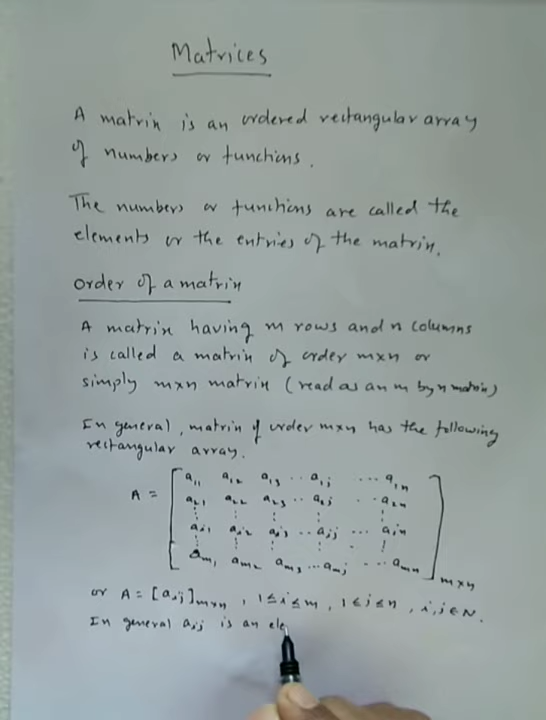 Matrices
A matrix is an ordered rectangular array
of numbers or functions.
The numbers or functions are called the
elements or the entries of the matrix.
Order of a matrix
A matrix having m rows and n columns
is called a matrix of order m×n or
simply m×n matrix (read as an m by n matrix)
In general, matrix of order m×n has the following
rectangular array.
A = [ a11 a12 a13 .. a1j ... a1n
a21 a22 a23 .. a2j .. a2n
ai1 ai2 ai3 .. aij ... ain
am1 am2 am3 ... amj ... amn ] m×n
or A = [aij]m×n , 1≤i≤m, 1≤j≤n, i,j∈N.
In general aij is an ele